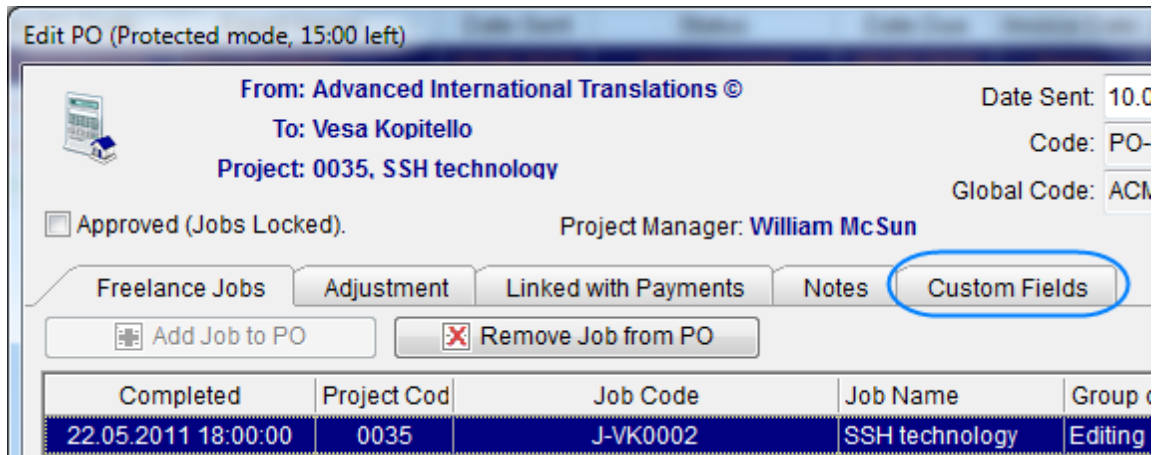 Edit PO (Protected mode, 15:00 left)
From: Advanced International Translations © Date Sent: 10.0
To: Vesa Kopitello Code: PO-
Project: 0035, SSH technology Global Code: ACM
Approved (Jobs Locked). Project Manager: William McSun
Freelance Jobs Adjustment Linked with Payments Notes Custom Fields
Add Job to PO Remove Job from PO
Completed Project Cod Job Code Job Name Group
22.05.2011 18:00:00 0035 J-VK0002 SSH technology Editing